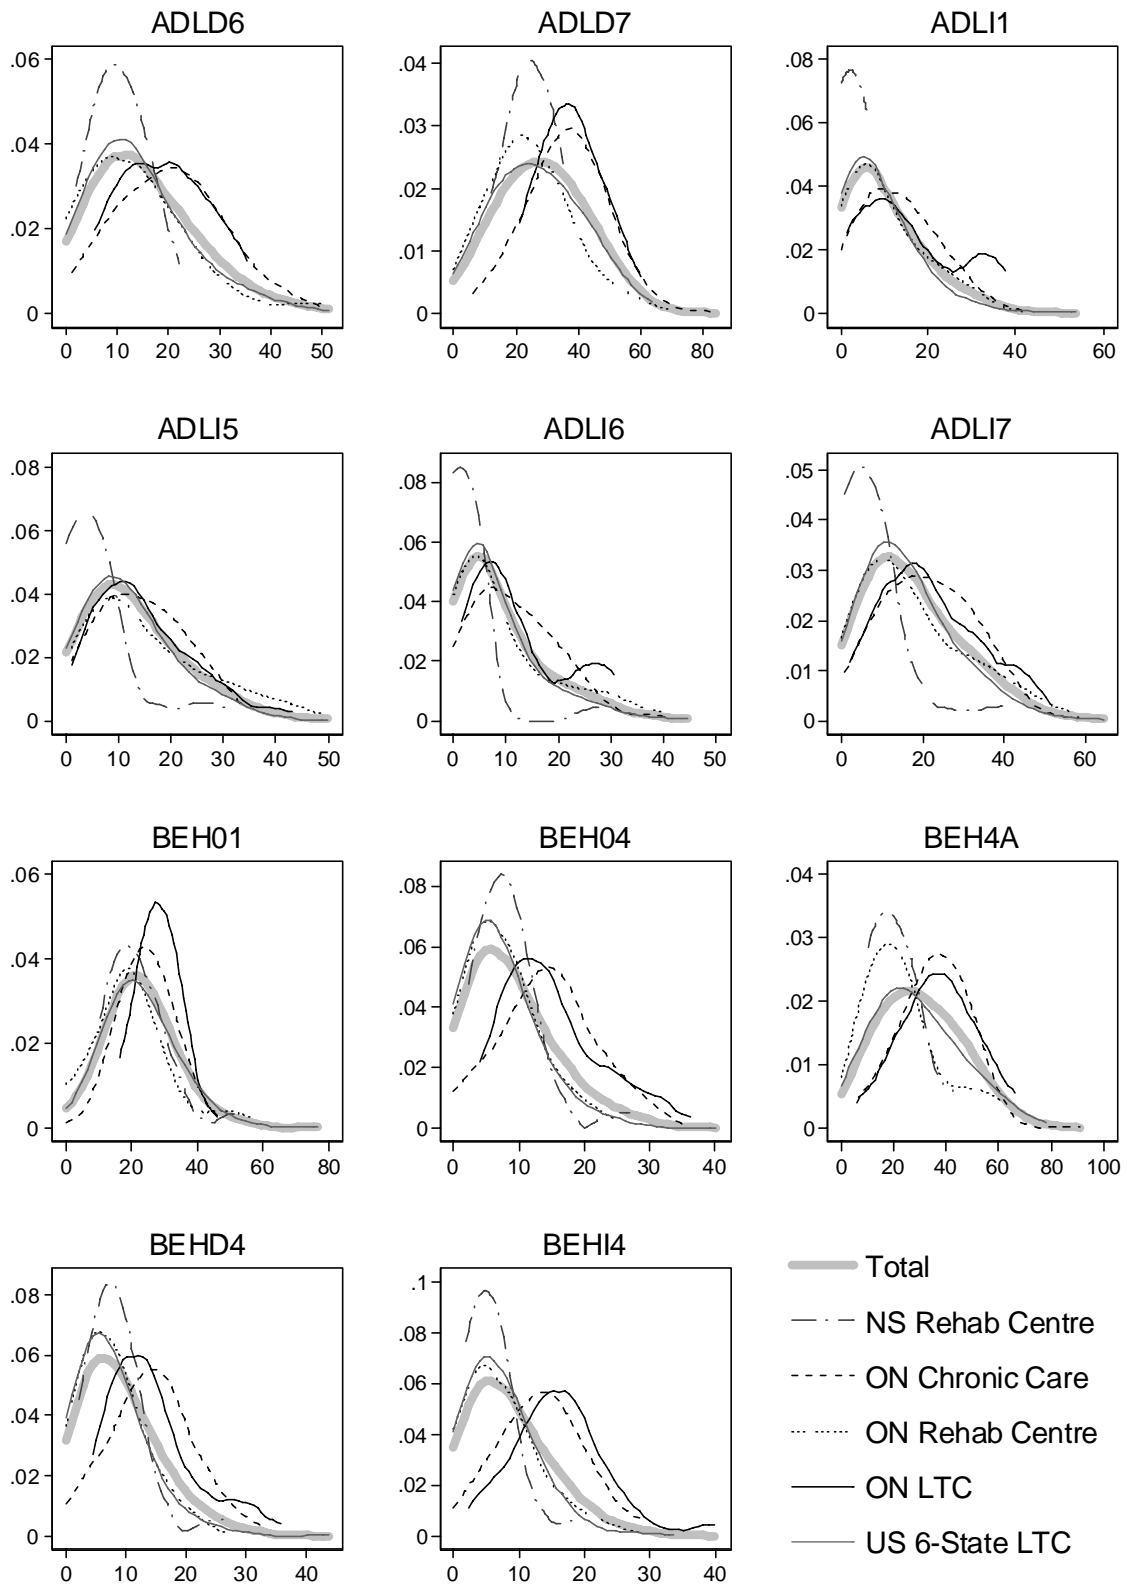 ADLD6 ADLD7 ADLI1
.06 .04 .08
.03 .06
.04
.02 .04
.02
.01 .02
0 0 0
0 10 20 30 40 50 0 20 40 60 80 0 20 40 60
ADLI5 ADLI6 ADLI7
.08 .08 .05
.06 .06 .04
.04 .04 .03
.02
.02 .02 .01
0 0 0
0 10 20 30 40 50 0 10 20 30 40 50 0 20 40 60
BEH01 BEH04 BEH4A
.06 .08 .04
.06 .03
.04
.04 .02
.02 .02 .01
0 0 0
0 20 40 60 80 0 10 20 30 40 0 20 40 60 80 100
BEHD4 BEHI4
.08 .1
.08
.06 .06
.04 .04
.02 .02
0 0
0 10 20 30 40 0 10 20 30 40
Total
NS Rehab Centre
ON Chronic Care
ON Rehab Centre
ON LTC
US 6-State LTC